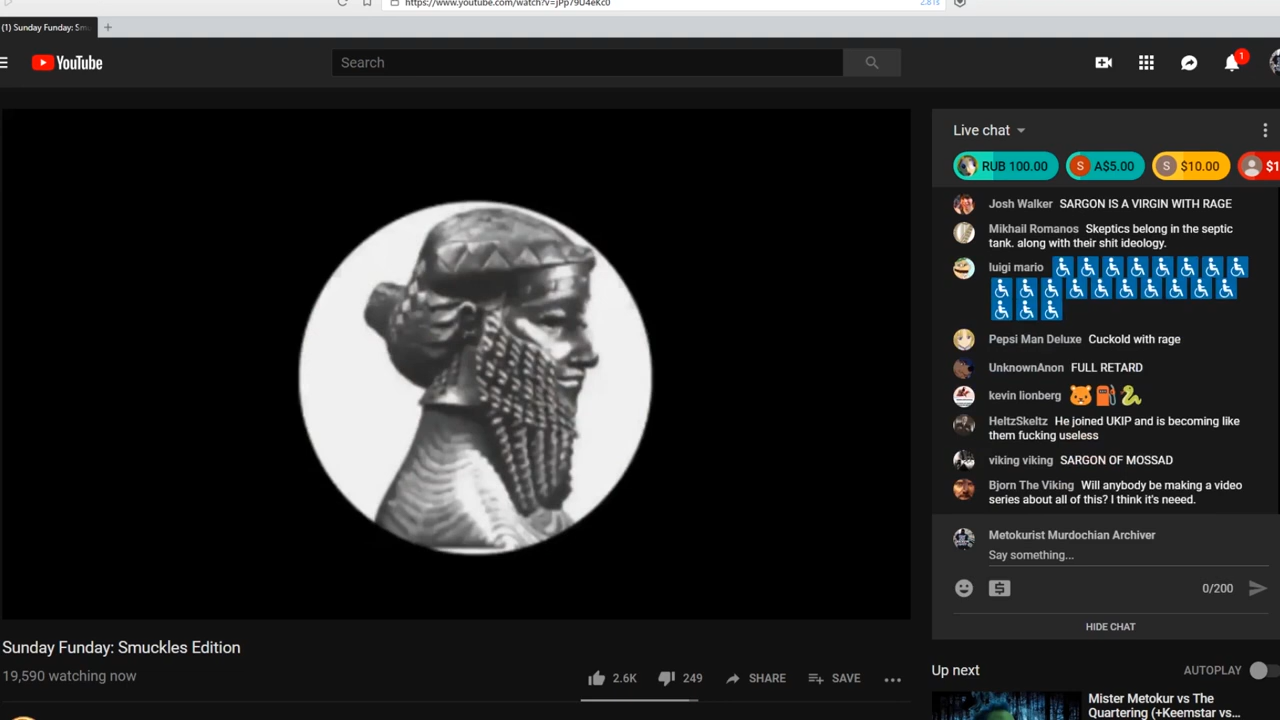 https://www.youtube.com/watch?v=jPp79U4eKc0
2.81s
(1) Sunday Funday: Smu
YouTube
Search
1
Live chat
RUB 100.00
S A$5.00
S $10.00
$1
Josh Walker SARGON IS A VIRGIN WITH RAGE
Mikhail Romanos Skeptics belong in the septic
tank. along with their shit ideology.
luigi mario
Pepsi Man Deluxe Cuckold with rage
UnknownAnon FULL RETARD
kevin lionberg
HeltzSkeltz He joined UKIP and is becoming like
them fucking useless
viking viking SARGON OF MOSSAD
Bjorn The Viking Will anybody be making a video
series about all of this? I think it's neeed.
Metokurist Murdochian Archiver
Say something...
0/200
HIDE CHAT
Sunday Funday: Smuckles Edition
19,590 watching now
2.6K
249
SHARE
SAVE
Up next
AUTOPLAY
Mister Metokur vs The
Quartering (+Keemstar vs...